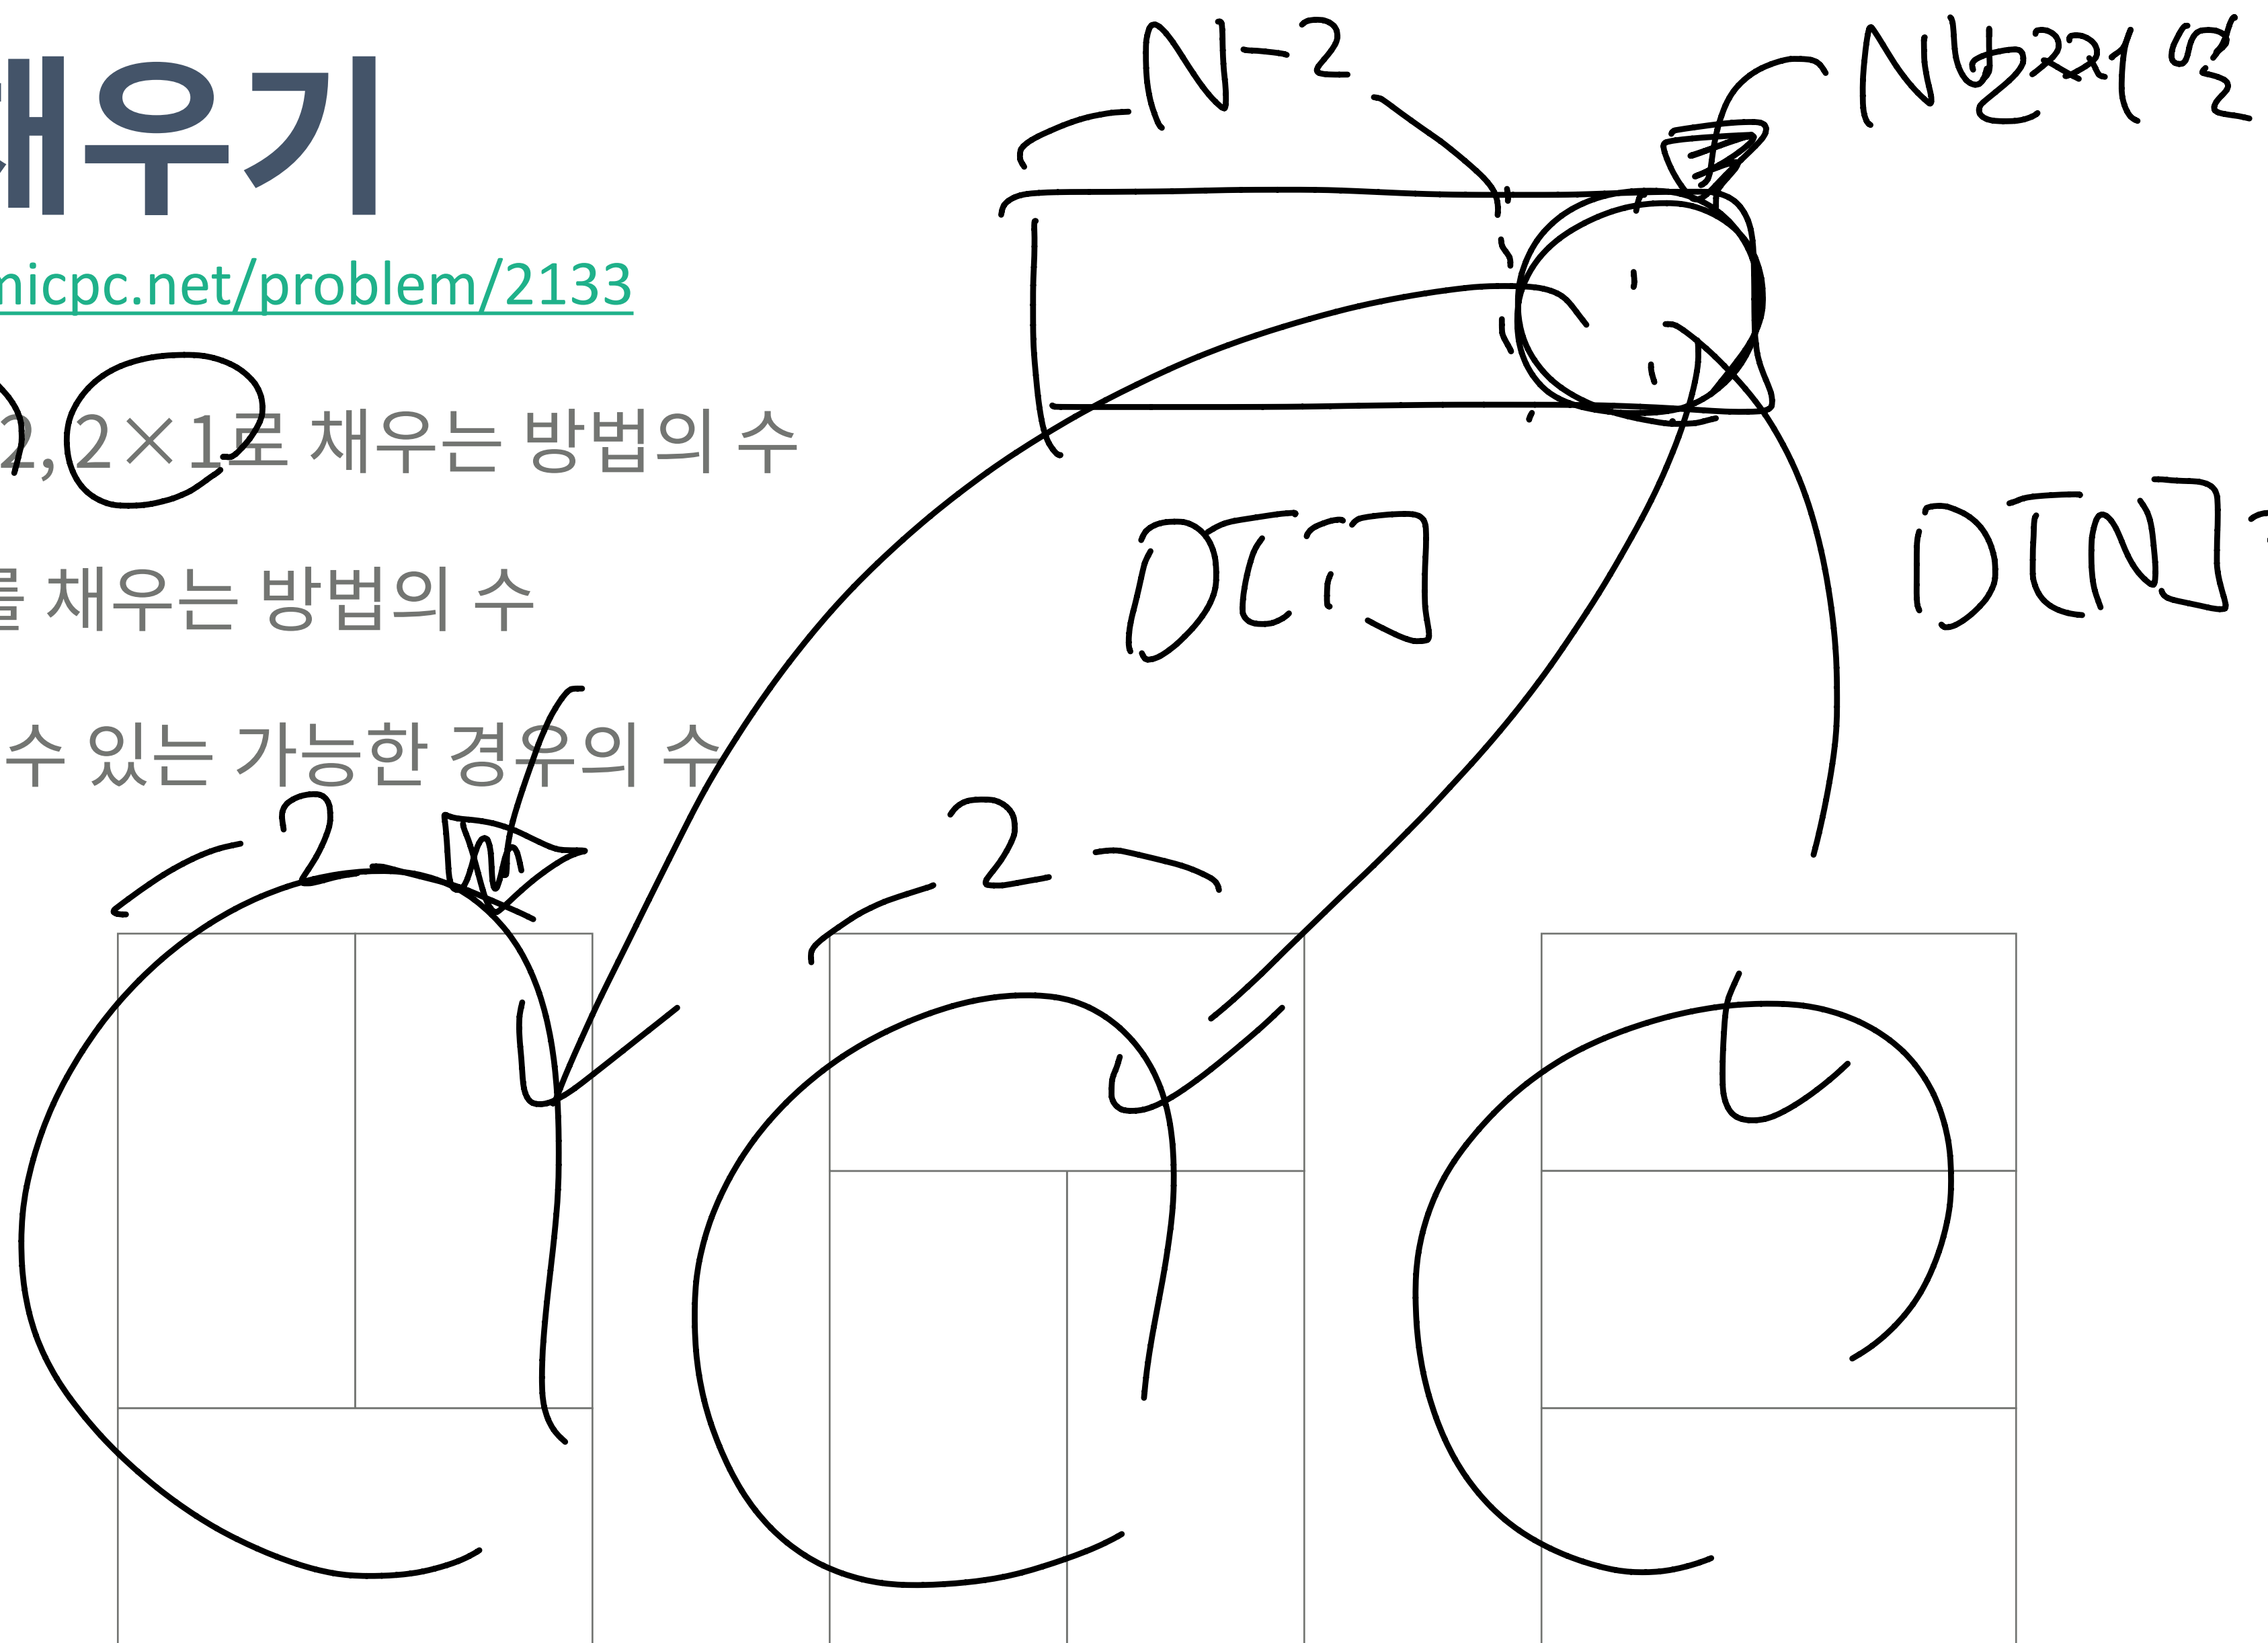 N-2
N번째 열
채우기
micpc.net/problem/2133
2, 2×1로 채우는 방법의 수
D[i]
D[N]
를 채우는 방법의 수
수 있는 가능한 경우의 수
2
2